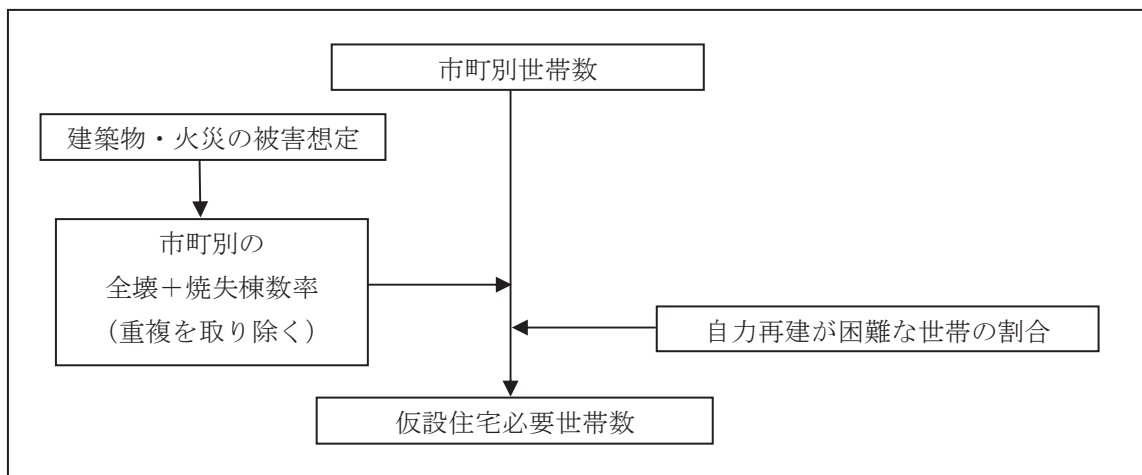 市町別世帯数
建築物・火災の被害想定
市町別の
全壊＋焼失棟数率
（重複を取り除く）
自力再建が困難な世帯の割合
仮設住宅必要世帯数